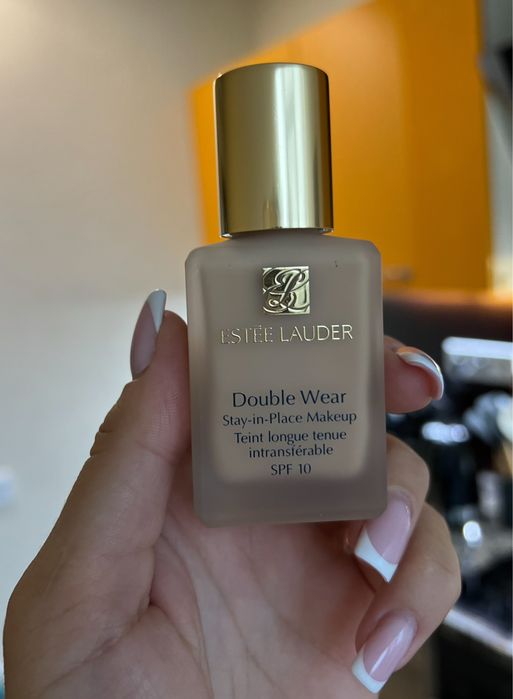 ESTĒE LAUDER
Double Wear
Stay-in-Place Makeup
Teint longue tenue
intransférable
SPF 10